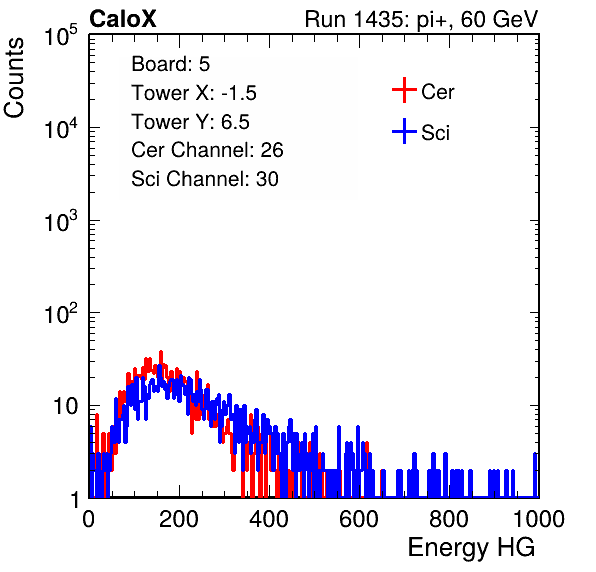 CaloX Run 1435: pi+, 60 GeV
Counts
Board: 5
Tower X: -1.5
Tower Y: 6.5
Cer Channel: 26
Sci Channel: 30
Cer
Sci
10^5
10^4
10^3
10^2
10
1
0 200 400 600 800 1000
Energy HG